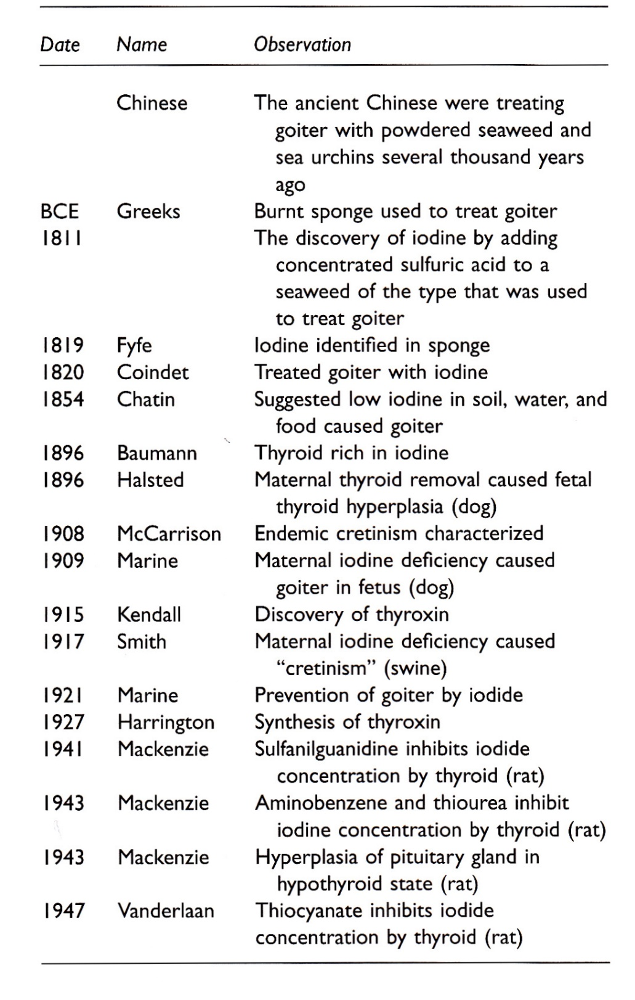 Date Name Observation
Chinese The ancient Chinese were treating
goiter with powdered seaweed and
sea urchins several thousand years
ago
BCE Greeks Burnt sponge used to treat goiter
1811 The discovery of iodine by adding
concentrated sulfuric acid to a
seaweed of the type that was used
to treat goiter
1819 Fyfe Iodine identified in sponge
1820 Coindet Treated goiter with iodine
1854 Chatin Suggested low iodine in soil, water, and
food caused goiter
1896 Baumann Thyroid rich in iodine
1896 Halsted Maternal thyroid removal caused fetal
thyroid hyperplasia (dog)
1908 McCarrison Endemic cretinism characterized
1909 Marine Maternal iodine deficiency caused
goiter in fetus (dog)
1915 Kendall Discovery of thyroxin
1917 Smith Maternal iodine deficiency caused
“cretinism” (swine)
1921 Marine Prevention of goiter by iodide
1927 Harrington Synthesis of thyroxin
1941 Mackenzie Sulfanilguanidine inhibits iodide
concentration by thyroid (rat)
1943 Mackenzie Aminobenzene and thiourea inhibit
iodine concentration by thyroid (rat)
1943 Mackenzie Hyperplasia of pituitary gland in
hypothyroid state (rat)
1947 Vanderlaan Thiocyanate inhibits iodide
concentration by thyroid (rat)